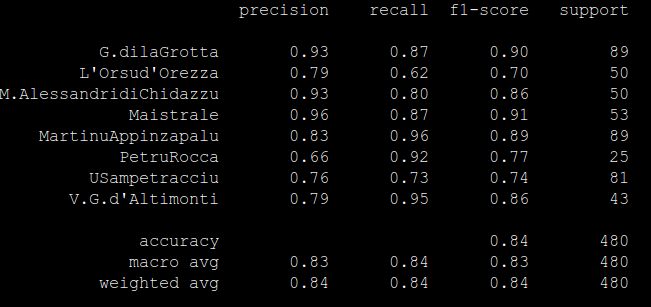 precision recall f1-score support
G.dilaGrotta 0.93 0.87 0.90 89
L'Orsud'Orezza 0.79 0.62 0.70 50
M.AlessandridiChidazzu 0.93 0.80 0.86 50
Maistrale 0.96 0.87 0.91 53
MartinuAppinzapalu 0.83 0.96 0.89 89
PetruRocca 0.66 0.92 0.77 25
USampetracciu 0.76 0.73 0.74 81
V.G.d'Altimonti 0.79 0.95 0.86 43
accuracy 0.84 480
macro avg 0.83 0.84 0.83 480
weighted avg 0.84 0.84 0.84 480